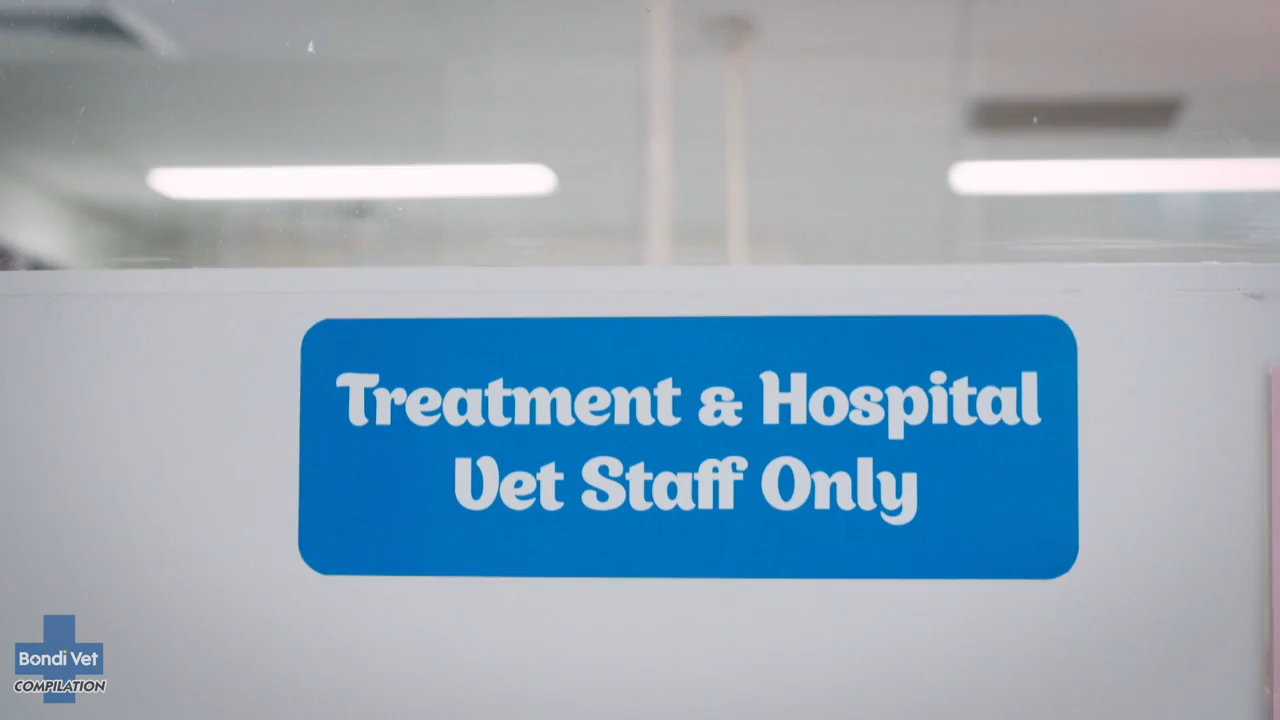 Treatment & Hospital
Vet Staff Only
Bondi Vet
COMPILATION